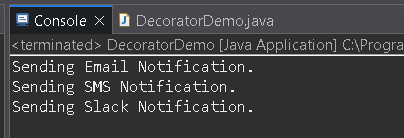 Console DecoratorDemo.java
<terminated> DecoratorDemo [Java Application] C:\Progra
Sending Email Notification.
Sending SMS Notification.
Sending Slack Notification.